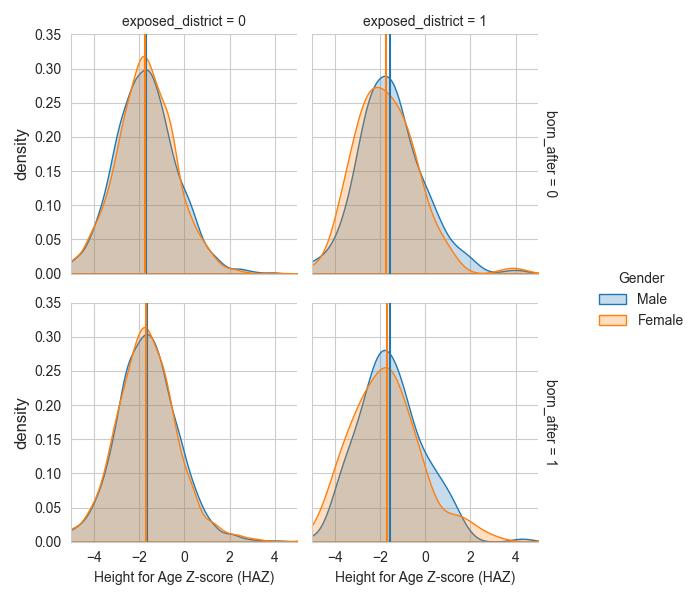 exposed_district = 0
exposed_district = 1
0.35
0.30
0.25
0.20
0.15
0.10
0.05
0.00
density
born_after = 0
Gender
Male
Female
0.35
0.30
0.25
0.20
0.15
0.10
0.05
0.00
density
born_after = 1
−4 −2 0 2 4
−4 −2 0 2 4
Height for Age Z-score (HAZ)
Height for Age Z-score (HAZ)